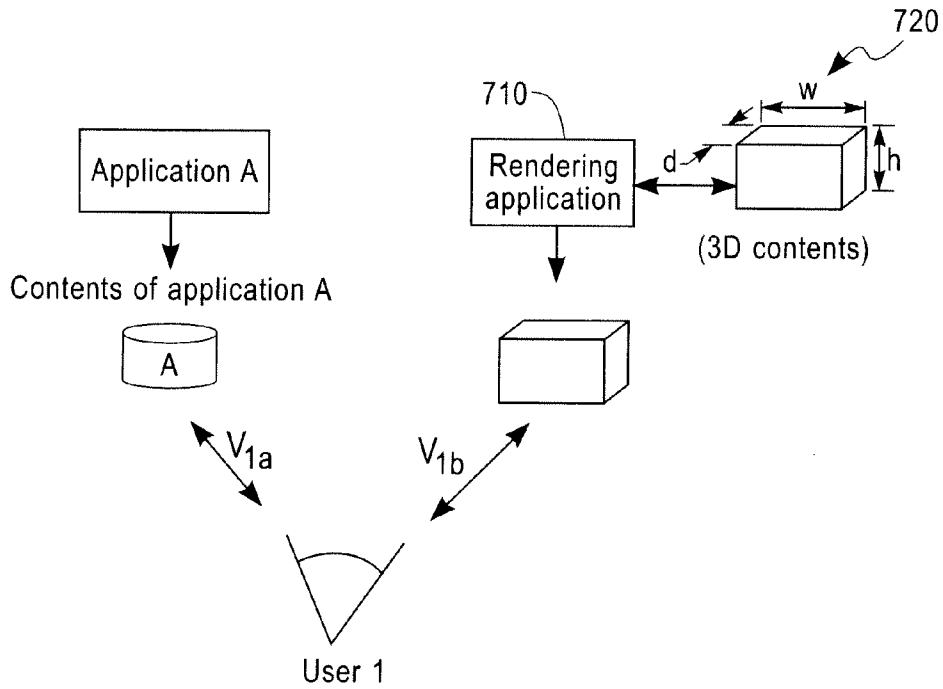 720
w
710
Application A
Rendering
application
d
h
(3D contents)
Contents of application A
A
V1a
V1b
User 1